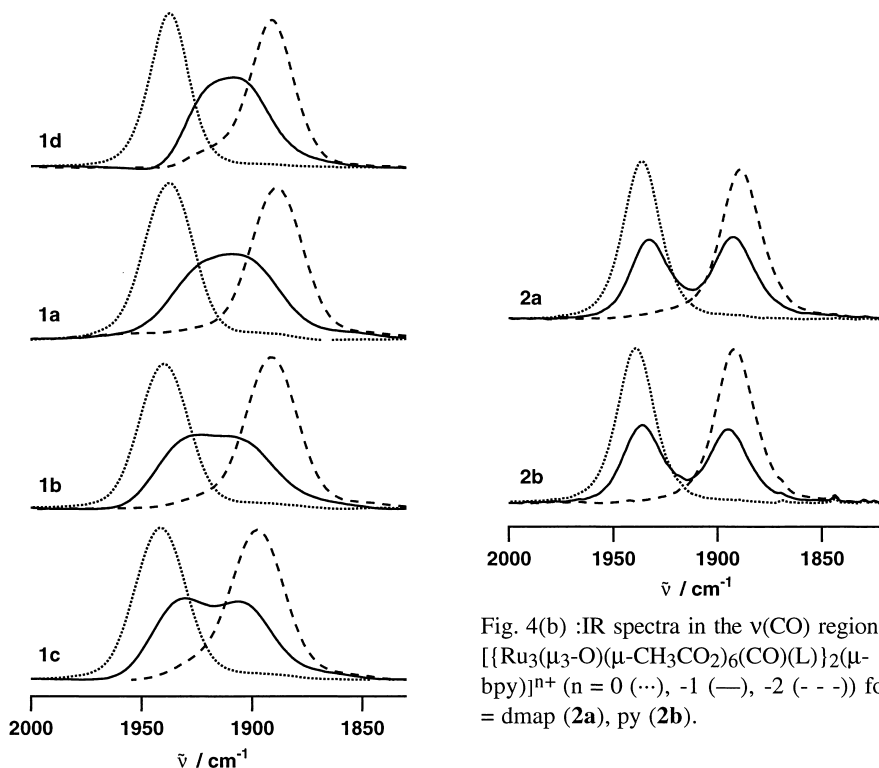 1d
1a
1b
1c
2000 1950 1900 1850
ṽ / cm-1
2a
2b
2000 1950 1900 1850
ṽ / cm-1
Fig. 4(b) :IR spectra in the ν(CO) region
[{Ru3(μ3-O)(μ-CH3CO2)6(CO)(L)}2(μ-
bpy)]n+ (n = 0 (···), -1 (—), -2 (- - -)) fo
= dmap (2a), py (2b).